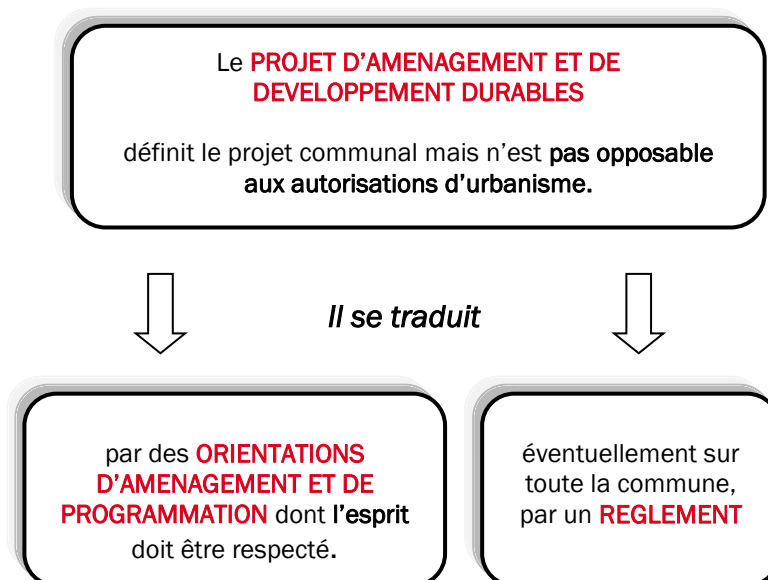 Le PROJET D’AMENAGEMENT ET DE
DEVELOPPEMENT DURABLES
définit le projet communal mais n’est pas opposable
aux autorisations d’urbanisme.
Il se traduit
par des ORIENTATIONS
D’AMENAGEMENT ET DE
PROGRAMMATION dont l’esprit
doit être respecté.
éventuellement sur
toute la commune,
par un REGLEMENT